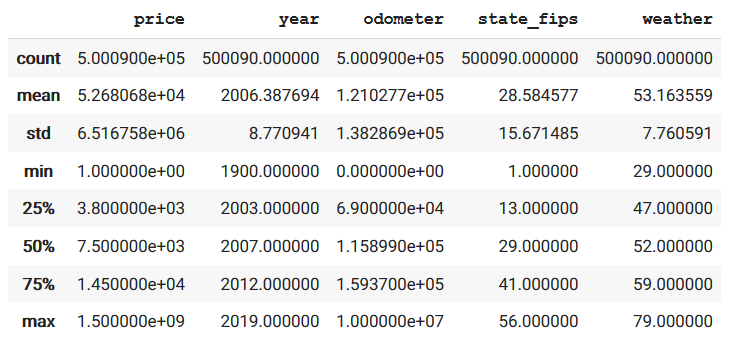 price year odometer state_fips weather
count 5.000900e+05 500090.000000 5.000900e+05 500090.000000 500090.000000
mean 5.268068e+04 2006.387694 1.210277e+05 28.584577 53.163559
std 6.516758e+06 8.770941 1.382869e+05 15.671485 7.760591
min 1.000000e+00 1900.000000 0.000000e+00 1.000000 29.000000
25% 3.800000e+03 2003.000000 6.900000e+04 13.000000 47.000000
50% 7.500000e+03 2007.000000 1.158990e+05 29.000000 52.000000
75% 1.450000e+04 2012.000000 1.593700e+05 41.000000 59.000000
max 1.500000e+09 2019.000000 1.000000e+07 56.000000 79.000000